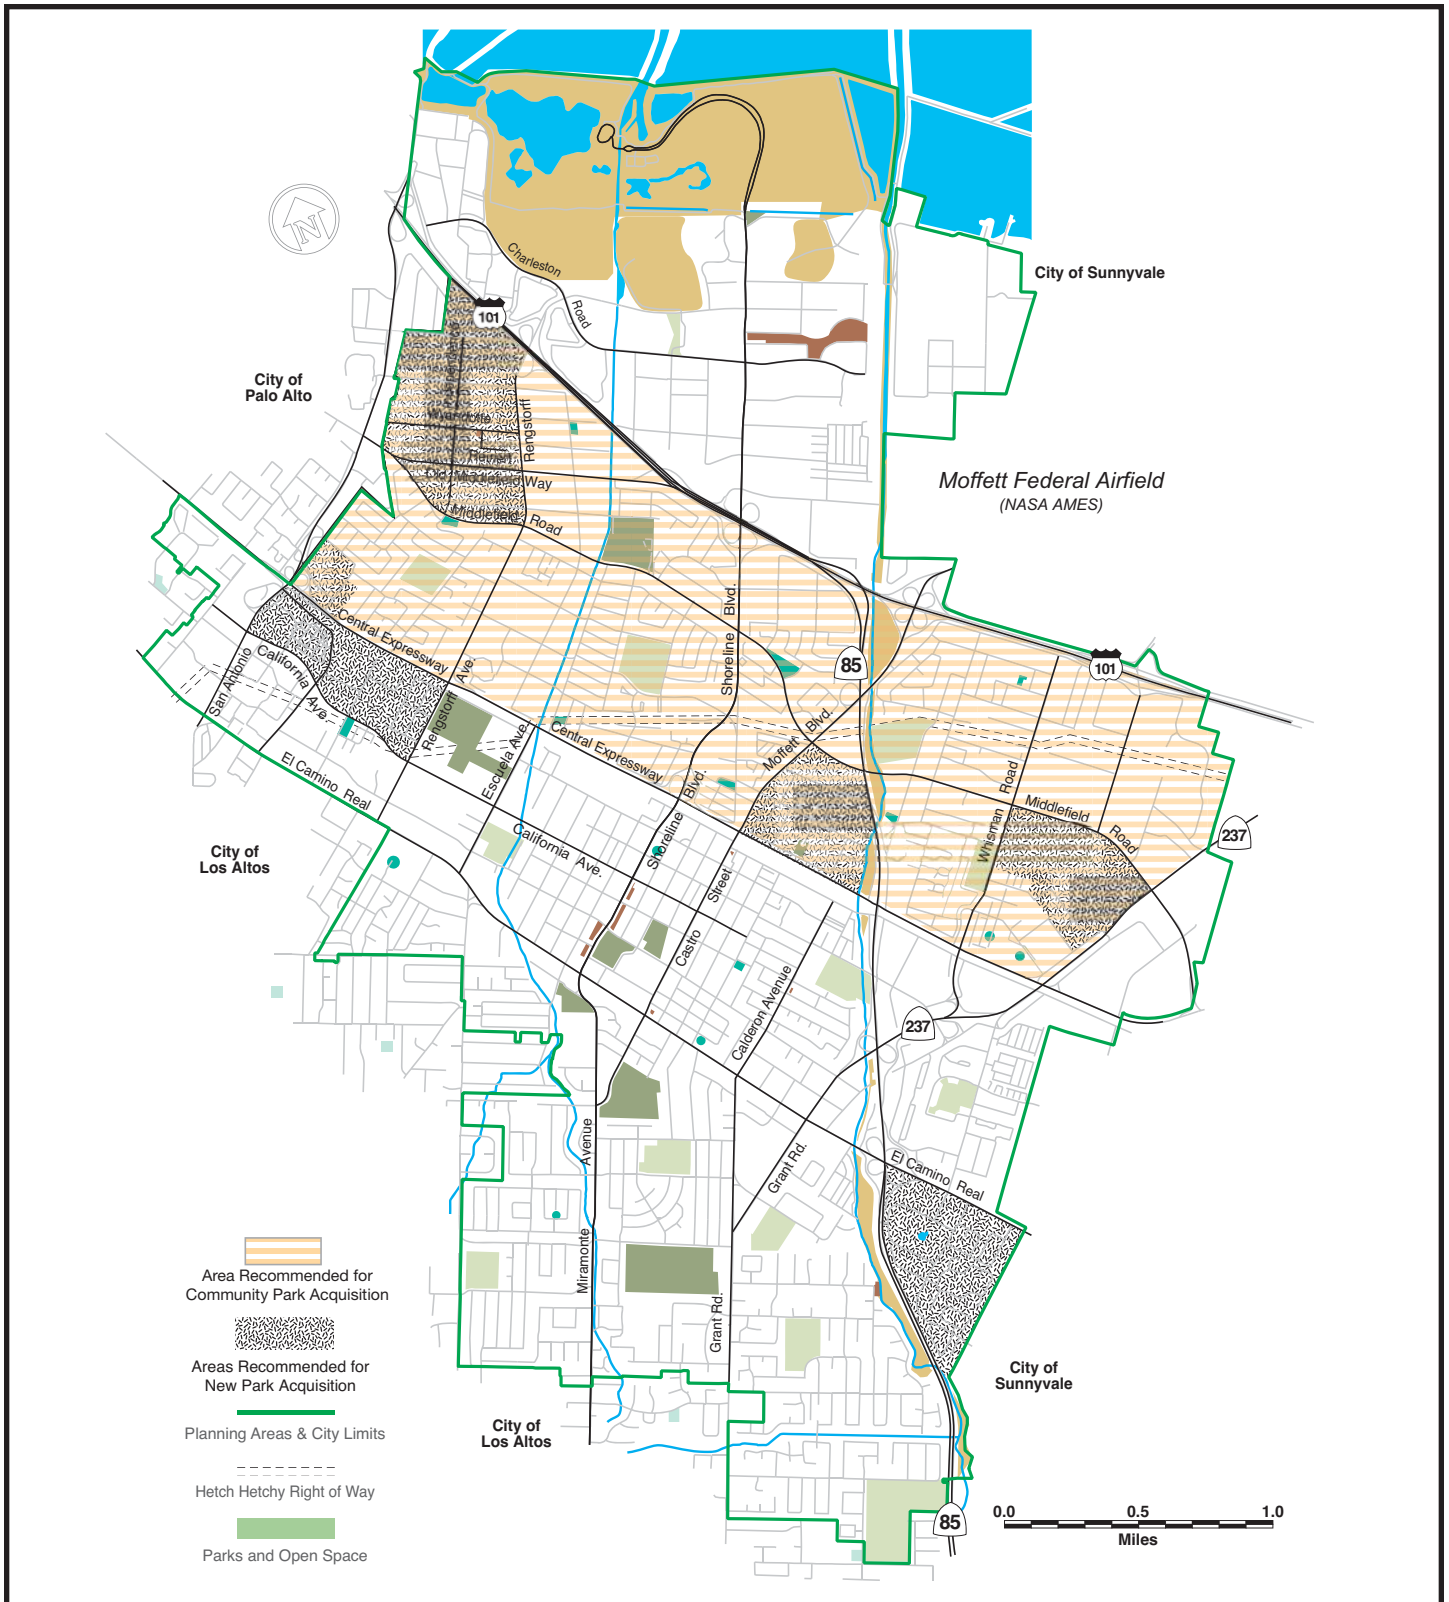 N
City of Sunnyvale
Charleston
Road
101
City of
Palo Alto
Wyandotte
Rengstorff
Moffett Federal Airfield
(NASA AMES)
Old Middlefield Way
Middlefield Road
Central Expressway
Shoreline Blvd.
85
101
San Antonio
California Ave.
Rengstorff Ave.
Escuela Ave.
Central Expressway
Moffett Blvd.
El Camino Real
Shoreline Blvd.
Whisman Road
Middlefield Road
237
City of
Los Altos
California Ave.
Castro Street
Calderon Avenue
237
El Camino Real
Grant Rd.
Miramonte Avenue
Grant Rd.
Area Recommended for
Community Park Acquisition
Areas Recommended for
New Park Acquisition
Planning Areas & City Limits
Hetch Hetchy Right of Way
Parks and Open Space
City of
Los Altos
City of
Sunnyvale
85
0.0 0.5 1.0
Miles